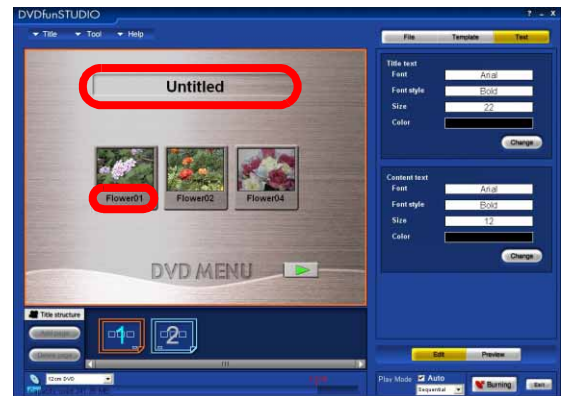 DVDfunSTUDIO
? - X
Title Tool Help
File Template Text
Untitled
Title text
Font Arial
Font style Bold
Size 22
Color
Change
Flower01 Flower02 Flower04
Content text
Font Arial
Font style Bold
Size 12
Color
Change
DVD MENU
Title structure
1 2
Edit Preview
12cm DVD
Play Mode Auto
Sequential
Burning
Exit